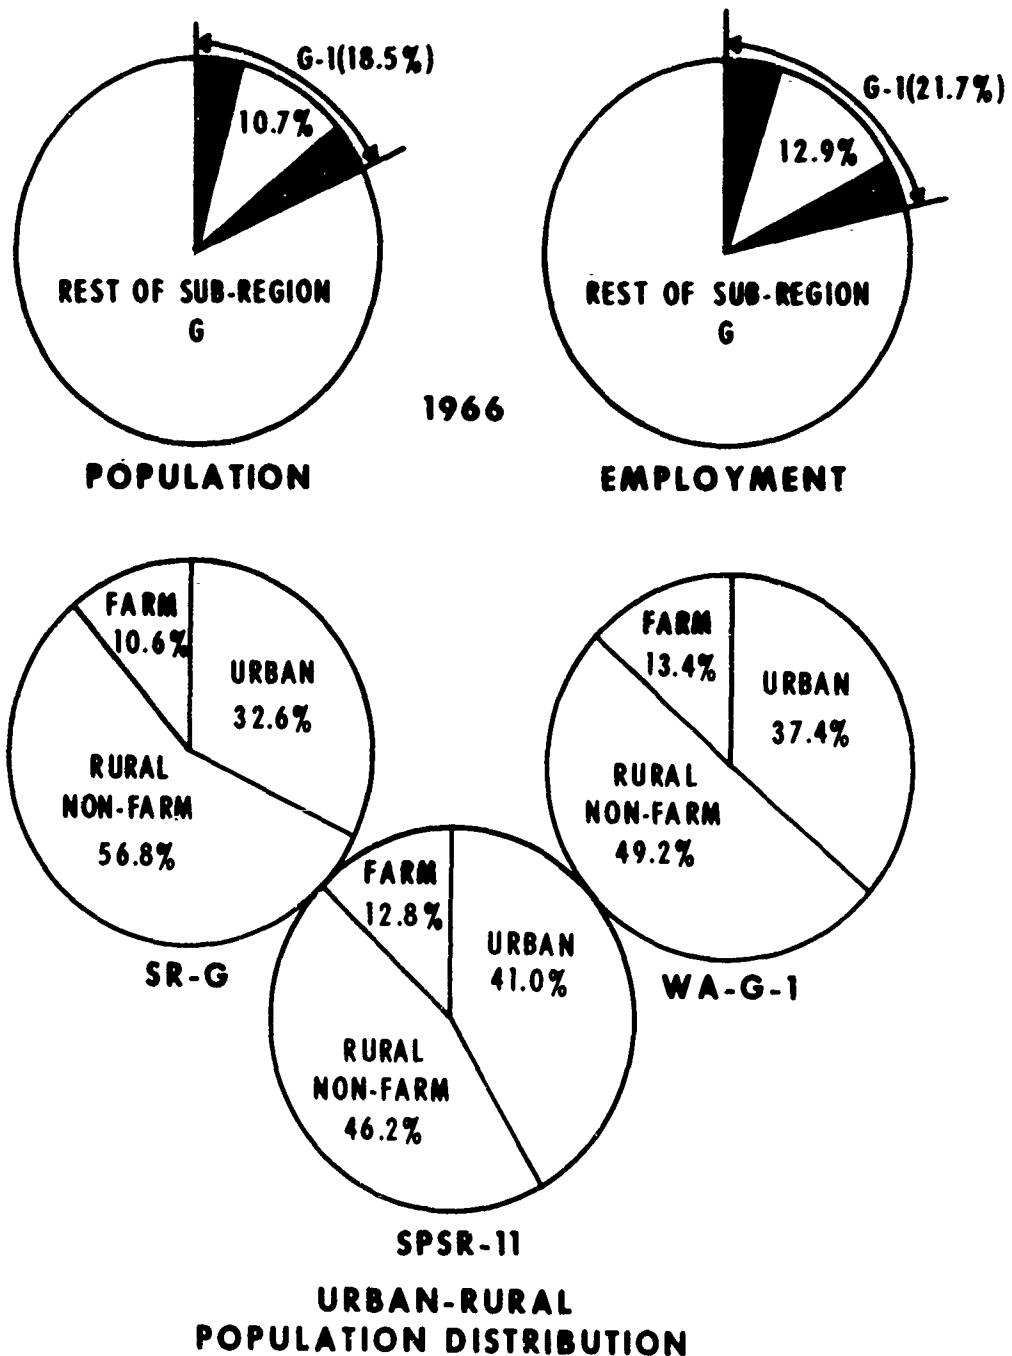 G-1(18.5%)
10.7%
REST OF SUB-REGION
G
POPULATION
G-1(21.7%)
12.9%
REST OF SUB-REGION
G
EMPLOYMENT
1966
FARM
10.6%
URBAN
32.6%
RURAL
NON-FARM
56.8%
SR-G
FARM
13.4%
URBAN
37.4%
RURAL
NON-FARM
49.2%
WA-G-1
FARM
12.8%
URBAN
41.0%
RURAL
NON-FARM
46.2%
SPSR-11
URBAN-RURAL
POPULATION DISTRIBUTION